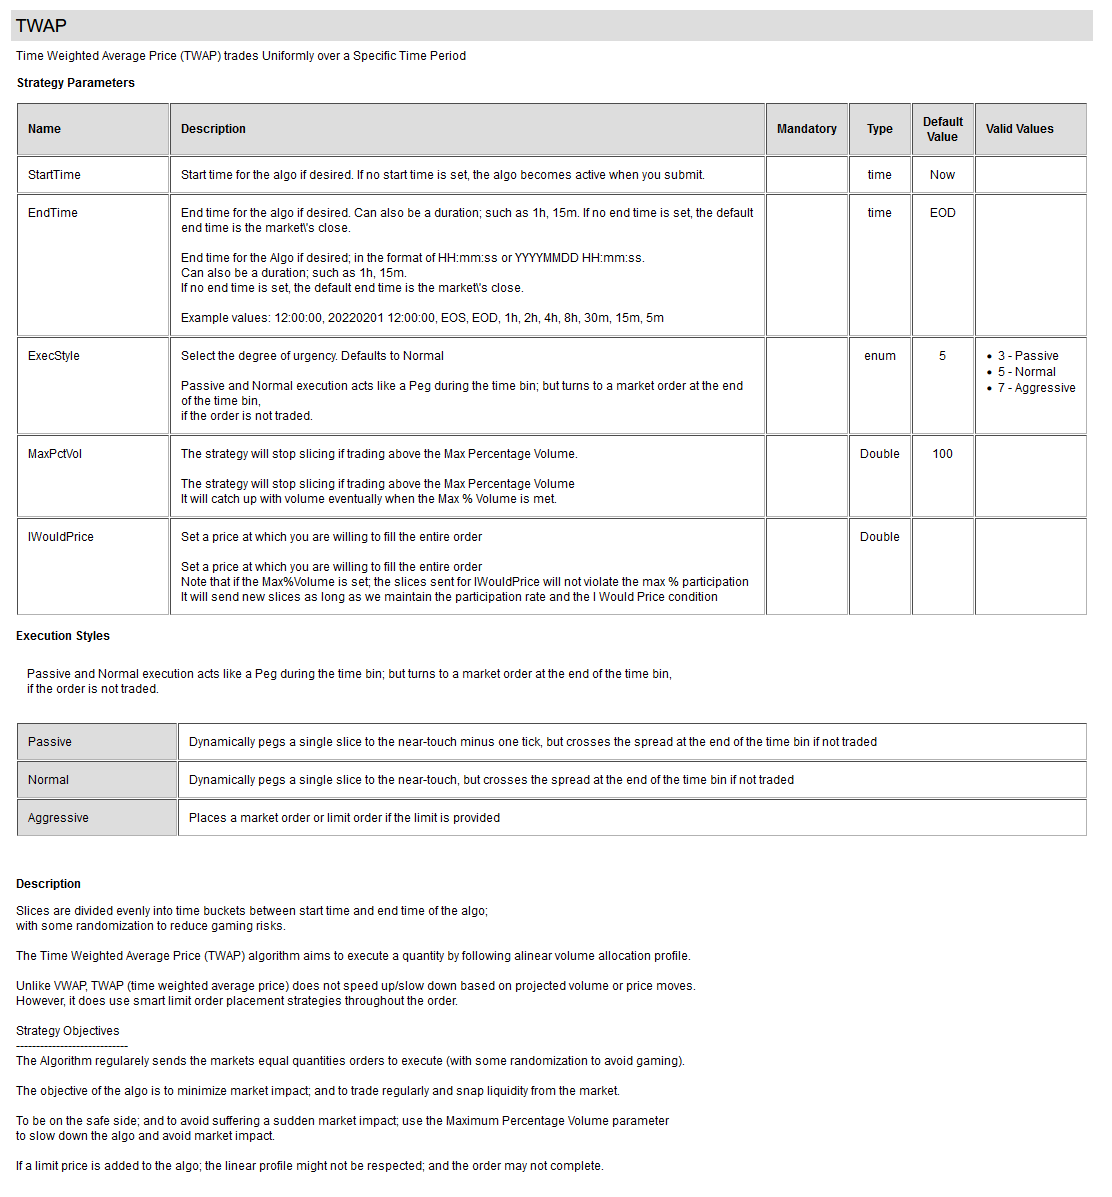 TWAP
Time Weighted Average Price (TWAP) trades Uniformly over a Specific Time Period
Strategy Parameters
Name Description Mandatory Type Default Value Valid Values
StartTime Start time for the algo if desired. If no start time is set, the algo becomes active when you submit. time Now
EndTime End time for the algo if desired. Can also be a duration; such as 1h, 15m. If no end time is set, the default time EOD
end time is the market\'s close.
End time for the Algo if desired; in the format of HH:mm:ss or YYYYMMDD HH:mm:ss.
Can also be a duration; such as 1h, 15m.
If no end time is set, the default end time is the market\'s close.
Example values: 12:00:00, 20220201 12:00:00, EOS, EOD, 1h, 2h, 4h, 8h, 30m, 15m, 5m
ExecStyle Select the degree of urgency. Defaults to Normal enum 5 • 3 - Passive
• 5 - Normal
Passive and Normal execution acts like a Peg during the time bin; but turns to a market order at the end • 7 - Aggressive
of the time bin,
if the order is not traded.
MaxPctVol The strategy will stop slicing if trading above the Max Percentage Volume. Double 100
The strategy will stop slicing if trading above the Max Percentage Volume
It will catch up with volume eventually when the Max % Volume is met.
IWouldPrice Set a price at which you are willing to fill the entire order Double
Set a price at which you are willing to fill the entire order
Note that if the Max%Volume is set; the slices sent for IWouldPrice will not violate the max % participation
It will send new slices as long as we maintain the participation rate and the I Would Price condition
Execution Styles
Passive and Normal execution acts like a Peg during the time bin; but turns to a market order at the end of the time bin,
if the order is not traded.
Passive Dynamically pegs a single slice to the near-touch minus one tick, but crosses the spread at the end of the time bin if not traded
Normal Dynamically pegs a single slice to the near-touch, but crosses the spread at the end of the time bin if not traded
Aggressive Places a market order or limit order if the limit is provided
Description
Slices are divided evenly into time buckets between start time and end time of the algo;
with some randomization to reduce gaming risks.
The Time Weighted Average Price (TWAP) algorithm aims to execute a quantity by following alinear volume allocation profile.
Unlike VWAP, TWAP (time weighted average price) does not speed up/slow down based on projected volume or price moves.
However, it does use smart limit order placement strategies throughout the order.
Strategy Objectives
----------------------------
The Algorithm regularely sends the markets equal quantities orders to execute (with some randomization to avoid gaming).
The objective of the algo is to minimize market impact; and to trade regularly and snap liquidity from the market.
To be on the safe side; and to avoid suffering a sudden market impact; use the Maximum Percentage Volume parameter
to slow down the algo and avoid market impact.
If a limit price is added to the algo; the linear profile might not be respected; and the order may not complete.